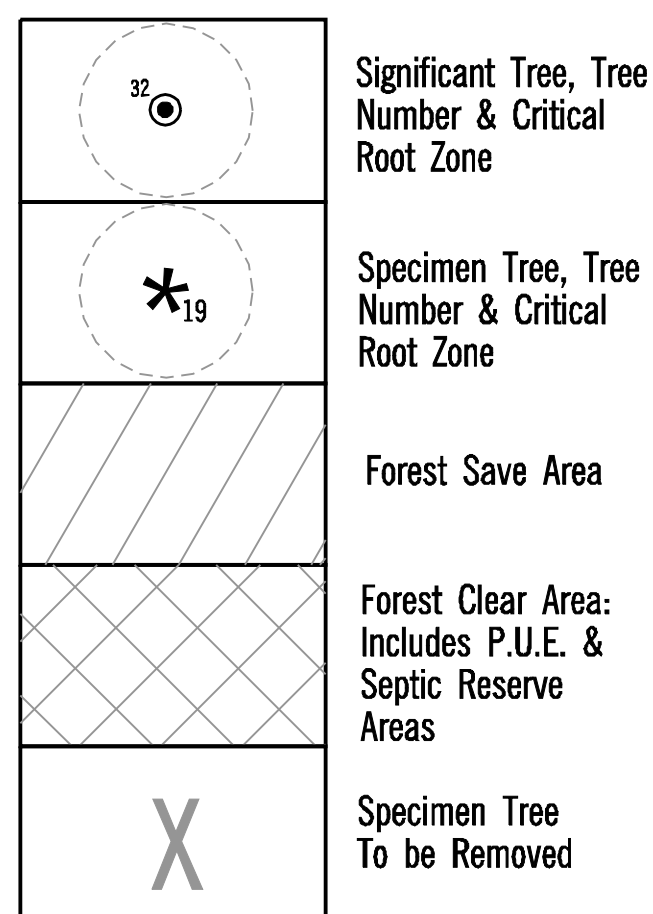 32
Significant Tree, Tree
Number & Critical
Root Zone
19
Specimen Tree, Tree
Number & Critical
Root Zone
Forest Save Area
Forest Clear Area:
Includes P.U.E. &
Septic Reserve
Areas
X
Specimen Tree
To be Removed